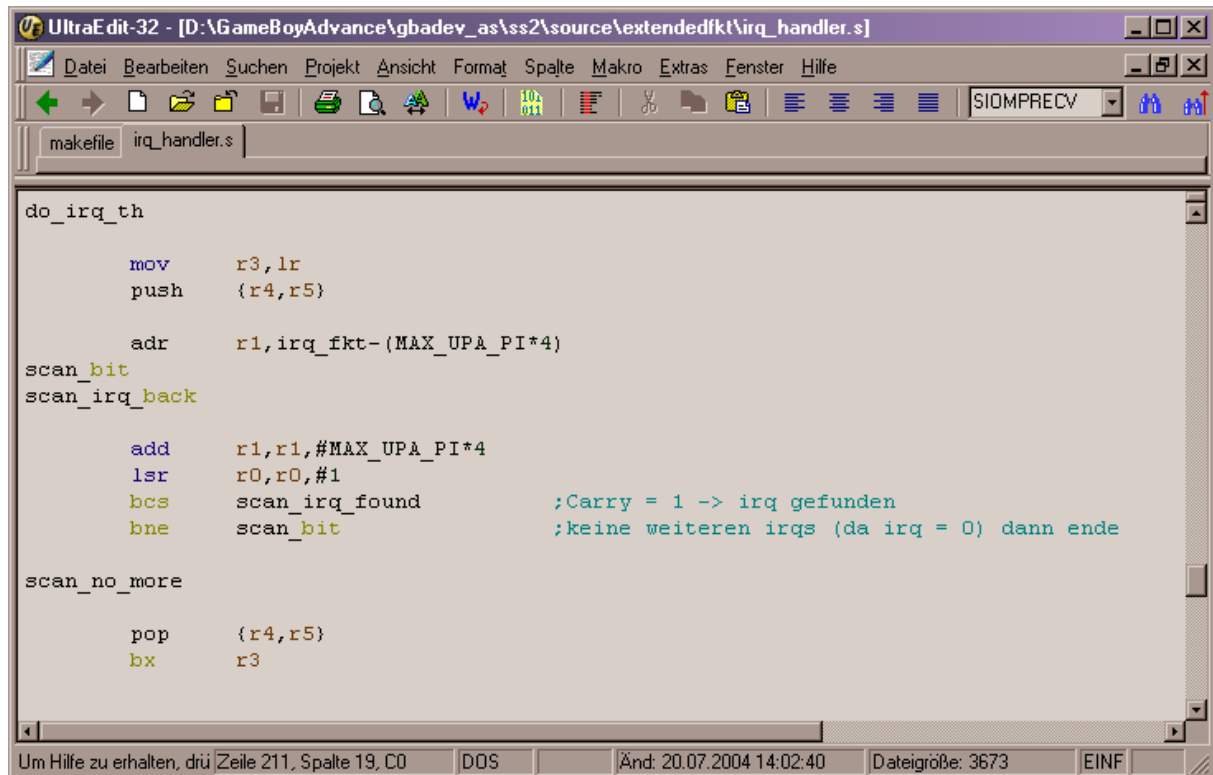 UltraEdit-32 - [D:\GameBoyAdvance\gbadev_as\ss2\source\extendedfkt\irq_handler.s]
Datei Bearbeiten Suchen Projekt Ansicht Format Spalte Makro Extras Fenster Hilfe
SIOMPRECV
makefile irq_handler.s
do_irq_th
mov r3,lr
push {r4,r5}
adr r1,irq_fkt-(MAX_UPA_PI*4)
scan_bit
scan_irq_back
add r1,r1,#MAX_UPA_PI*4
lsr r0,r0,#1
bcs scan_irq_found ;Carry = 1 -> irq gefunden
bne scan_bit ;keine weiteren irqs (da irq = 0) dann ende
scan_no_more
pop {r4,r5}
bx r3
Um Hilfe zu erhalten, drü Zeile 211, Spalte 19, C0 DOS Änd: 20.07.2004 14:02:40 Dateigröße: 3673 EINF